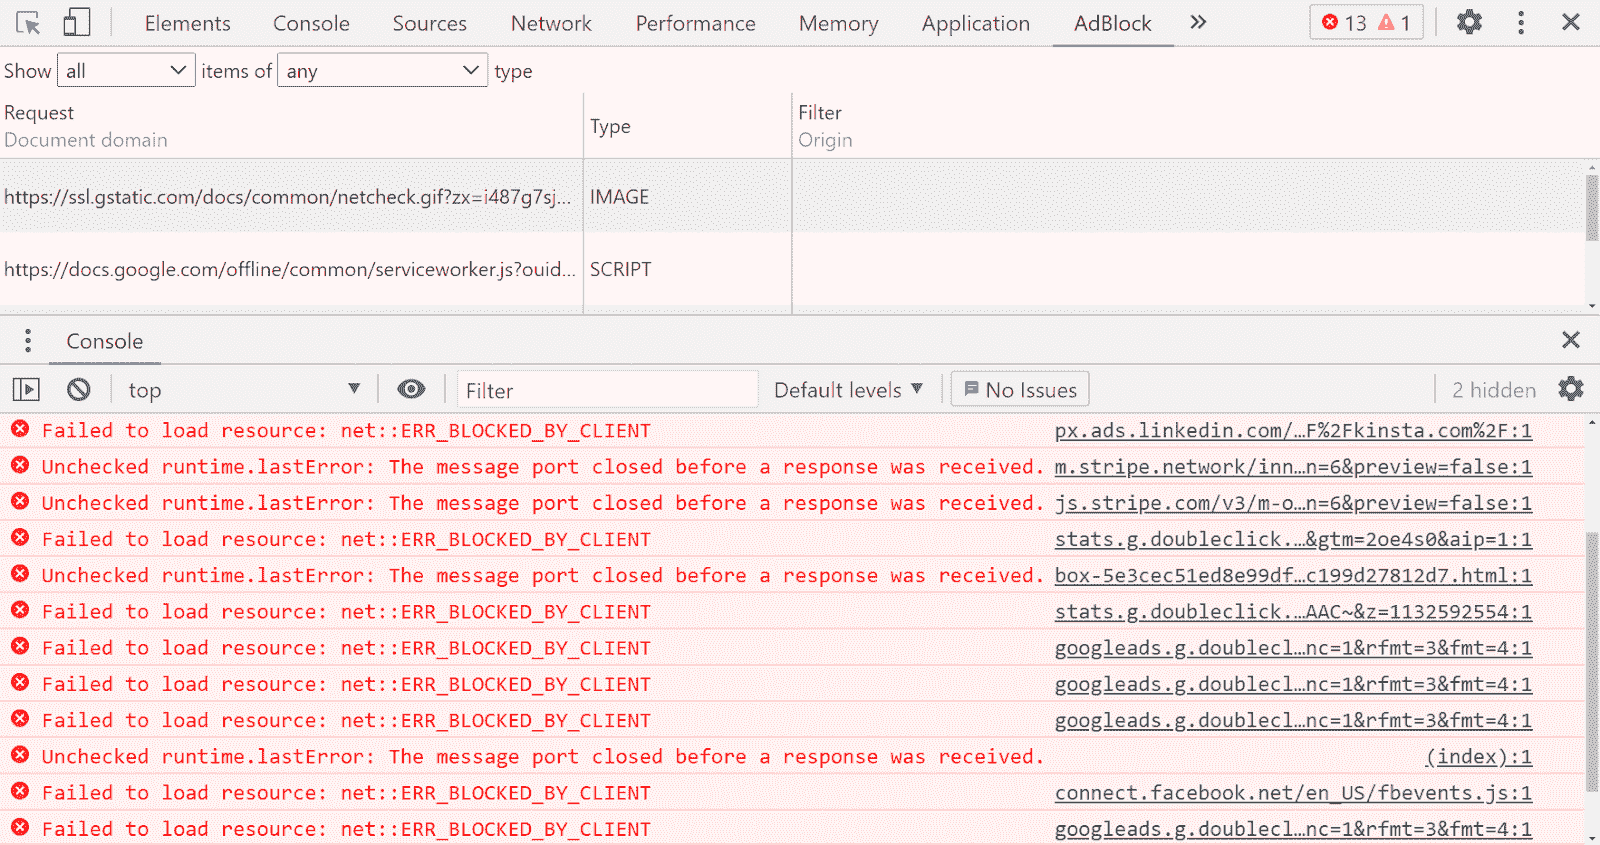 Elements Console Sources Network Performance Memory Application AdBlock » 13 1
Show all items of any type
Request
Document domain
Type
Filter
Origin
https://ssl.gstatic.com/docs/common/netcheck.gif?zx=i487g7sj... IMAGE
https://docs.google.com/offline/common/serviceworker.js?ouid... SCRIPT
Console
top Filter Default levels No Issues 2 hidden
Failed to load resource: net::ERR_BLOCKED_BY_CLIENT px.ads.linkedin.com/…F%2Fkinsta.com%2F:1
Unchecked runtime.lastError: The message port closed before a response was received. m.stripe.network/inn…n=6&preview=false:1
Unchecked runtime.lastError: The message port closed before a response was received. js.stripe.com/v3/m-o…n=6&preview=false:1
Failed to load resource: net::ERR_BLOCKED_BY_CLIENT stats.g.doubleclick.…&gtm=2oe4s0&aip=1:1
Unchecked runtime.lastError: The message port closed before a response was received. box-5e3cec51ed8e99df…c199d27812d7.html:1
Failed to load resource: net::ERR_BLOCKED_BY_CLIENT stats.g.doubleclick.…AAC~&z=1132592554:1
Failed to load resource: net::ERR_BLOCKED_BY_CLIENT googleads.g.doublecl…nc=1&rfmt=3&fmt=4:1
Failed to load resource: net::ERR_BLOCKED_BY_CLIENT googleads.g.doublecl…nc=1&rfmt=3&fmt=4:1
Failed to load resource: net::ERR_BLOCKED_BY_CLIENT googleads.g.doublecl…nc=1&rfmt=3&fmt=4:1
Unchecked runtime.lastError: The message port closed before a response was received. (index):1
Failed to load resource: net::ERR_BLOCKED_BY_CLIENT connect.facebook.net/en_US/fbevents.js:1
Failed to load resource: net::ERR_BLOCKED_BY_CLIENT googleads.g.doublecl…nc=1&rfmt=3&fmt=4:1